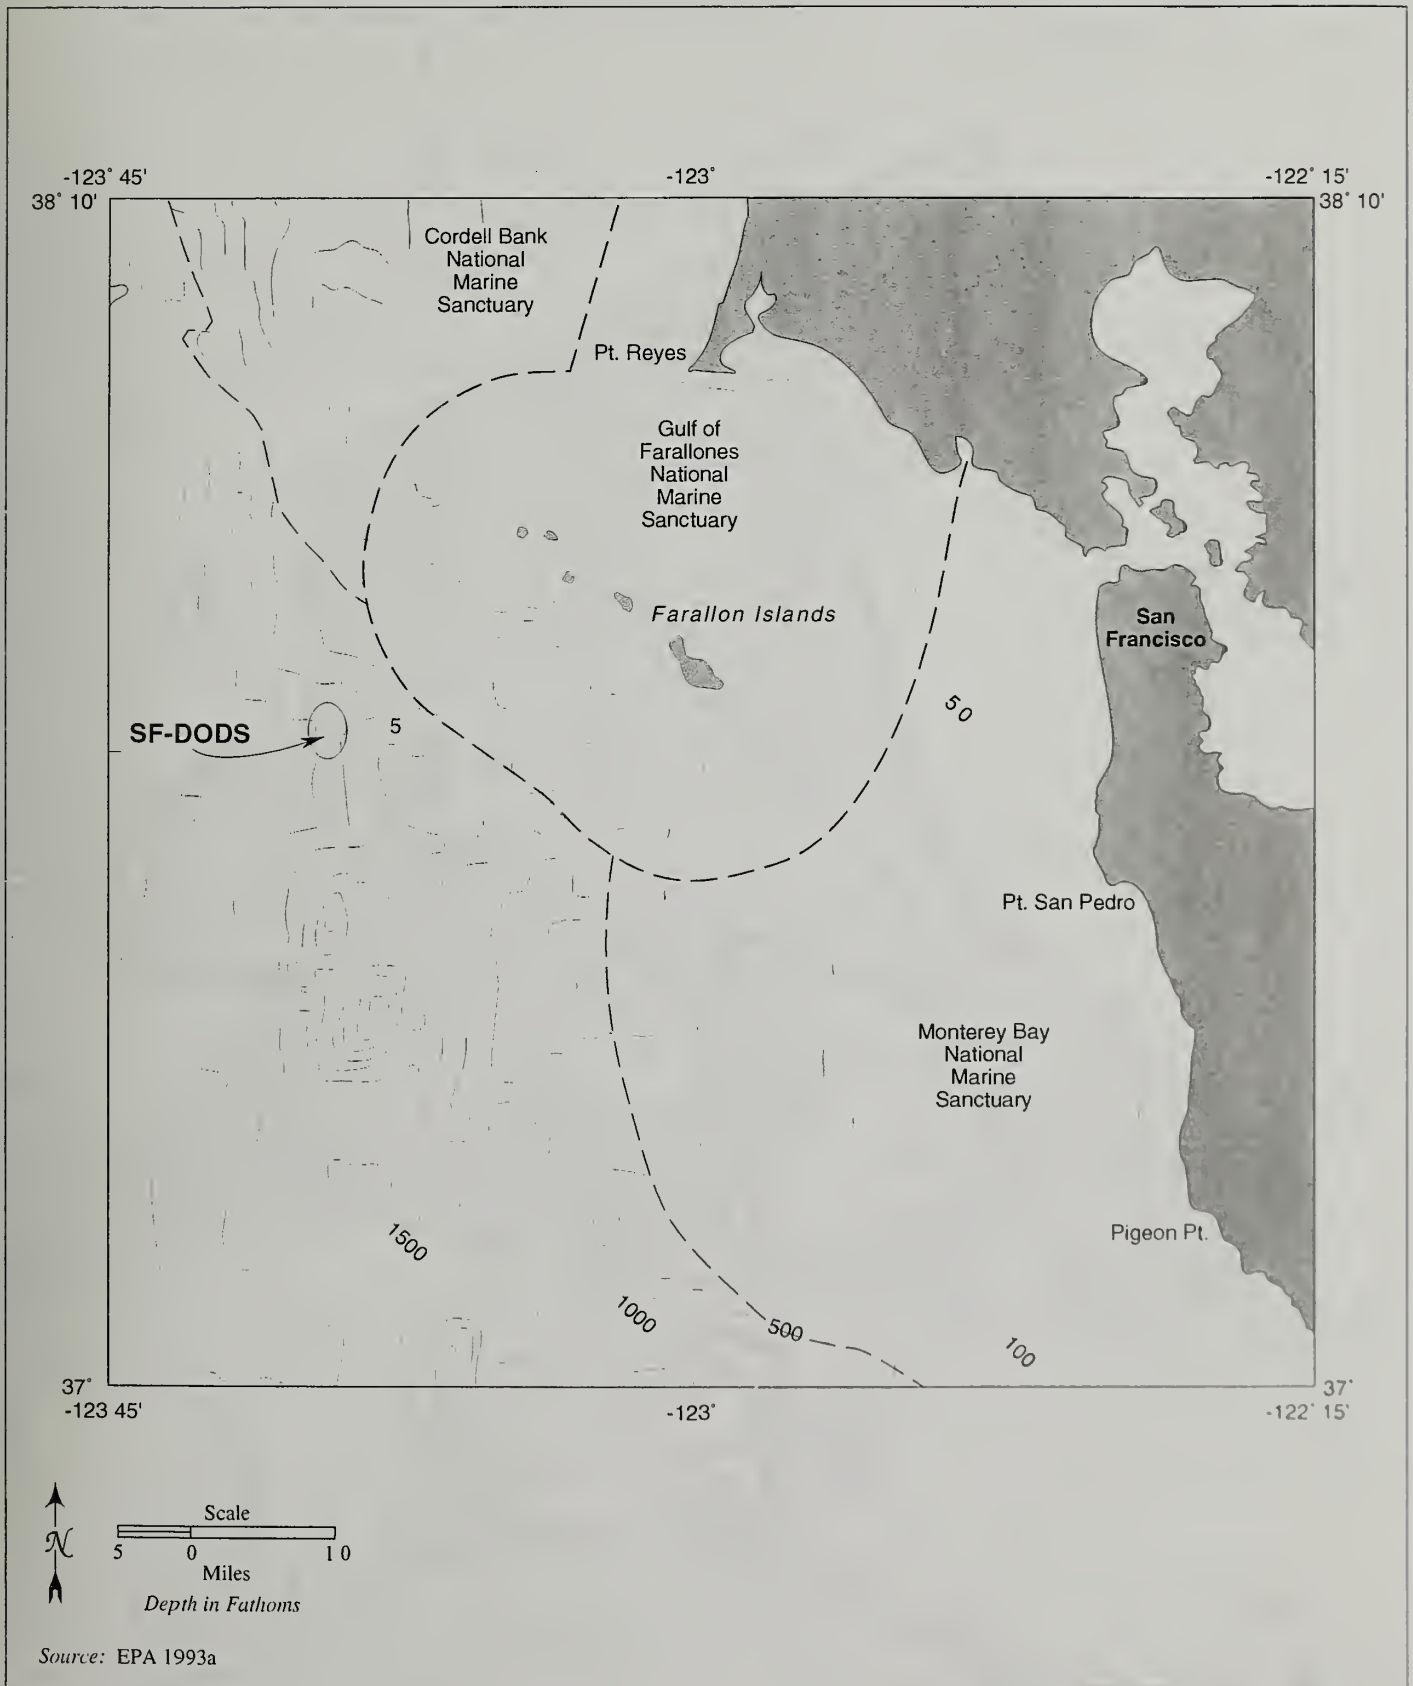 -123° 45'
-123°
-122° 15'
38° 10'
38° 10'
Cordell Bank
National
Marine
Sanctuary
Pt. Reyes
Gulf of
Farallones
National
Marine
Sanctuary
Farallon Islands
San
Francisco
50
5
SF-DODS
Pt. San Pedro
Monterey Bay
National
Marine
Sanctuary
Pigeon Pt.
1500
1000
500
100
37°
37°
-123 45'
-123°
-122° 15'
N
Scale
5 0 10
Miles
Depth in Fathoms
Source: EPA 1993a